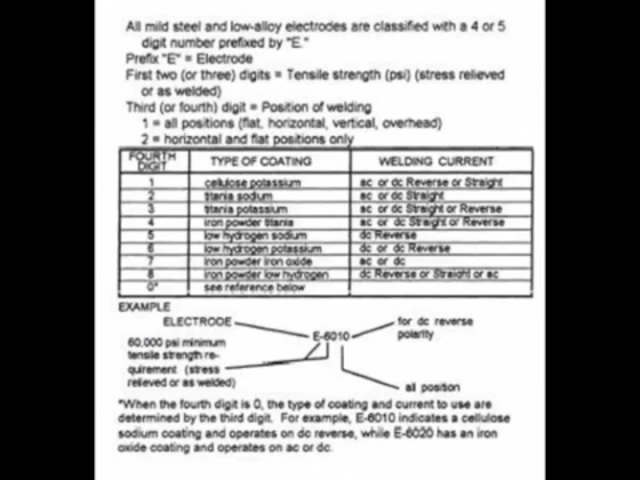 All mild steel and low-alloy electrodes are classified with a 4 or 5
digit number prefixed by "E."
Prefix "E" = Electrode
First two (or three) digits = Tensile strength (psi) (stress relieved
or as welded)
Third (or fourth) digit = Position of welding
1 = all positions (flat, horizontal, vertical, overhead)
2 = horizontal and flat positions only
FOURTH DIGIT TYPE OF COATING WELDING CURRENT
1 cellulose potassium ac or dc Reverse or Straight
2 titania sodium ac or dc Straight
3 titania potassium ac or dc Straight or Reverse
4 iron powder titania ac or dc Straight or Reverse
5 low hydrogen sodium dc Reverse
6 low hydrogen potassium dc or dc Reverse
7 iron powder iron oxide ac or dc
8 iron powder low hydrogen dc Reverse or Straight or ac
0* see reference below
EXAMPLE
ELECTRODE
E-6010
for dc reverse
polarity
60,000 psi minimum
tensile strength re-
quirement (stress
relieved or as welded)
all position
*When the fourth digit is 0, the type of coating and current to use are
determined by the third digit. For example, E-6010 indicates a cellulose
sodium coating and operates on dc reverse, while E-6020 has an iron
oxide coating and operates on ac or dc.